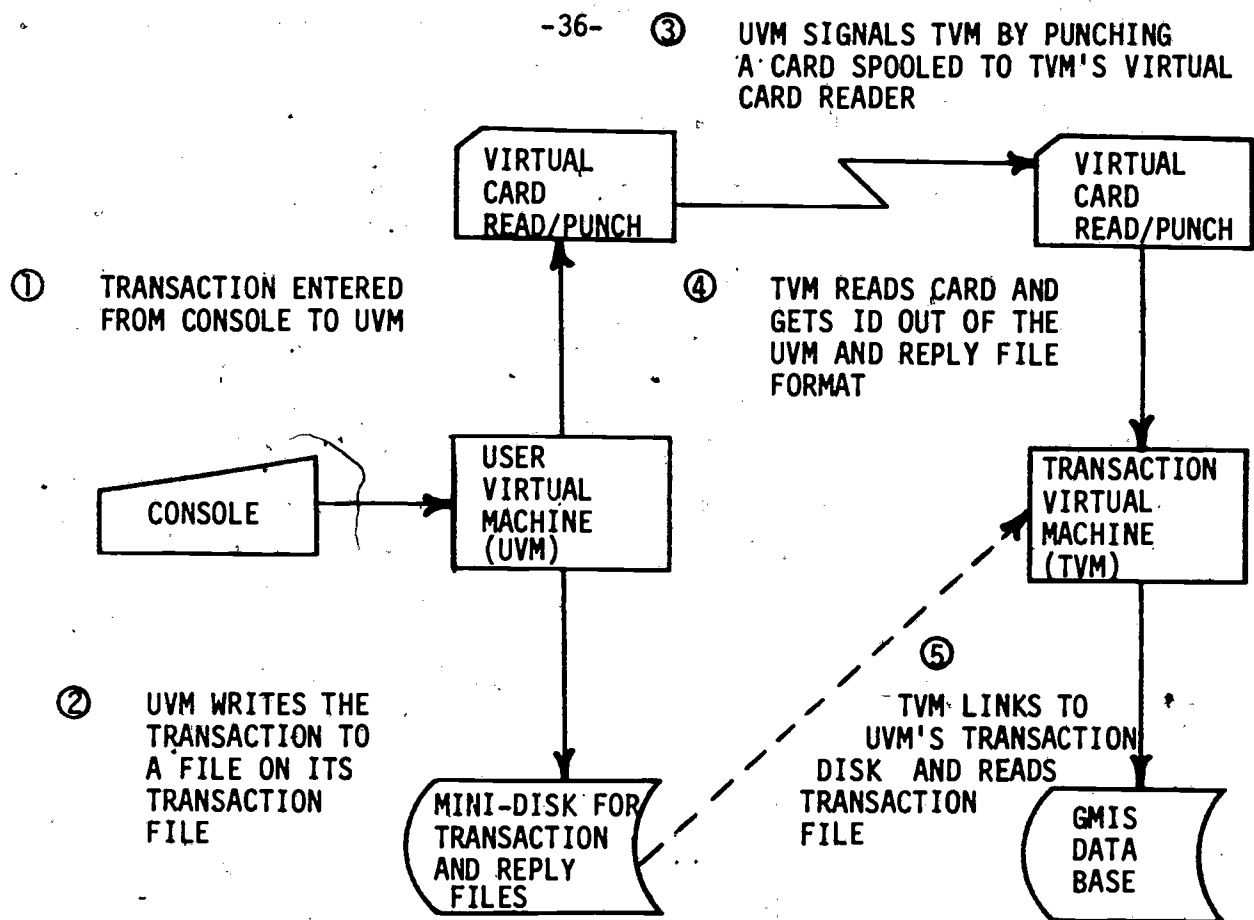 -36-
③ UVM SIGNALS TVM BY PUNCHING
A CARD SPOOLED TO TVM'S VIRTUAL
CARD READER
VIRTUAL
CARD
READ/PUNCH
VIRTUAL
CARD
READ/PUNCH
① TRANSACTION ENTERED
FROM CONSOLE TO UVM
④ TVM READS CARD AND
GETS ID OUT OF THE
UVM AND REPLY FILE
FORMAT
CONSOLE
USER
VIRTUAL
MACHINE
(UVM)
TRANSACTION
VIRTUAL
MACHINE
(TVM)
② UVM WRITES THE
TRANSACTION TO
A FILE ON ITS
TRANSACTION
FILE
MINI-DISK FOR
TRANSACTION
AND REPLY
FILES
⑤
TVM LINKS TO
UVM'S TRANSACTION
DISK AND READS
TRANSACTION
FILE
GMIS
DATA
BASE